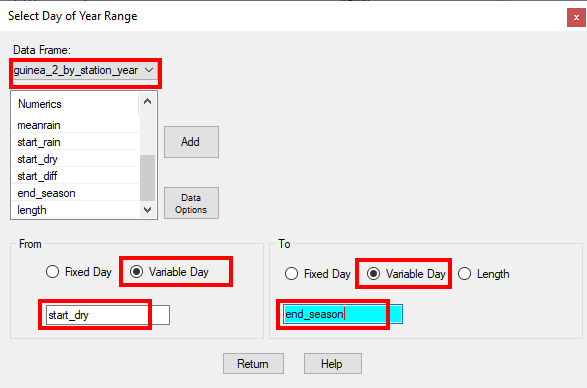 Select Day of Year Range
x
Data Frame:
guinea_2_by_station_year
Numerics
meanrain
start_rain
start_dry
start_diff
end_season
length
Add
Data
Options
From
Fixed Day
Variable Day
start_dry
To
Fixed Day
Variable Day
Length
end_season
Return
Help